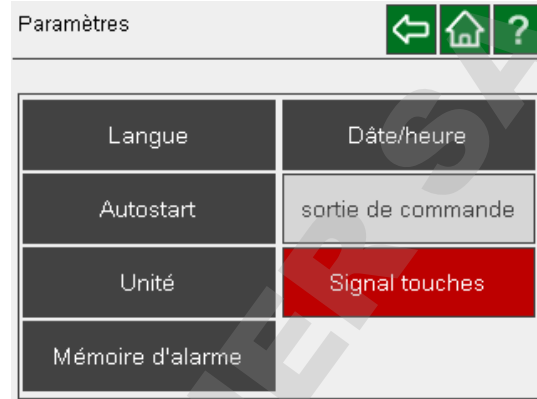 Paramètres
?
Langue
Dâte/heure
Autostart
sortie de commande
Unité
Signal touches
Mémoire d'alarme